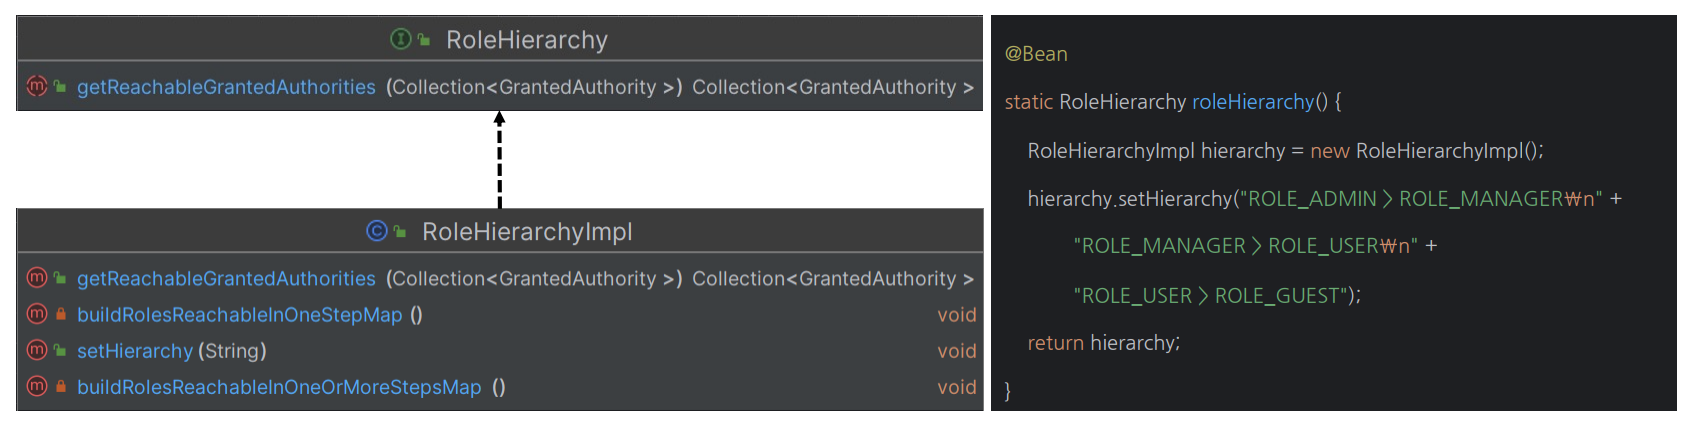 RoleHierarchy
getReachableGrantedAuthorities (Collection<GrantedAuthority >) Collection<GrantedAuthority >
RoleHierarchyImpl
getReachableGrantedAuthorities (Collection<GrantedAuthority >) Collection<GrantedAuthority >
buildRolesReachableInOneStepMap () void
setHierarchy (String) void
buildRolesReachableInOneOrMoreStepsMap () void
@Bean
static RoleHierarchy roleHierarchy() {
RoleHierarchyImpl hierarchy = new RoleHierarchyImpl();
hierarchy.setHierarchy("ROLE_ADMIN > ROLE_MANAGER₩n" +
"ROLE_MANAGER > ROLE_USER₩n" +
"ROLE_USER > ROLE_GUEST");
return hierarchy;
}